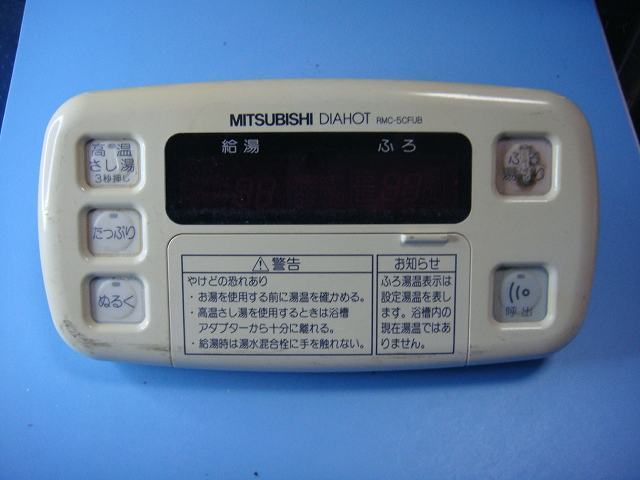 MITSUBISHI DIAHOT RMC-5CFUB
給湯 ふろ
高温
さし湯
3秒押し
たっぷり
ぬるく
呼出
警告
やけどの恐れあり
・お湯を使用する前に湯温を確かめる。
・高温さし湯を使用するときは浴槽
アダプターから十分に離れる。
・給湯時は湯水混合栓に手を触れない。
お知らせ
ふろ湯温表示は
設定湯温を表し
ます。浴槽内の
現在湯温ではあ
りません。